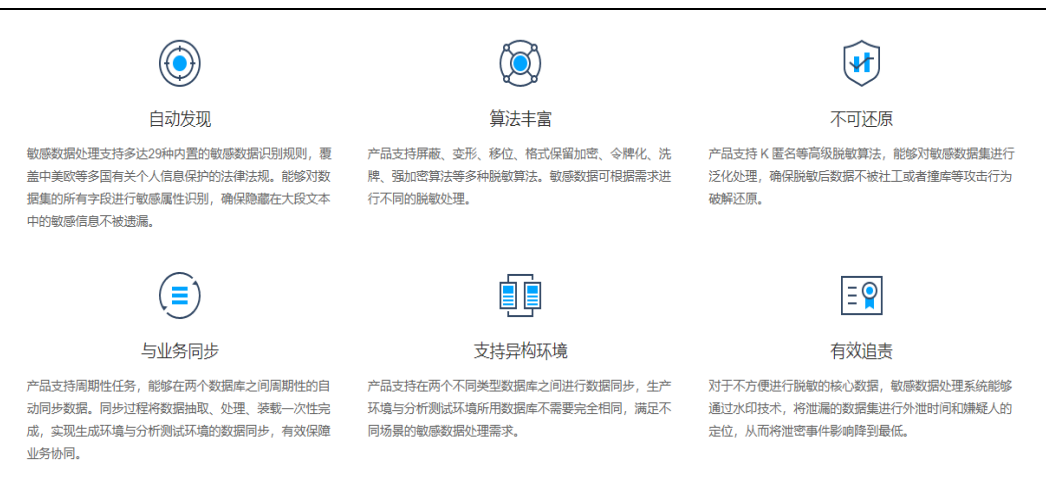 自动发现
敏感数据处理支持多达29种内置的敏感数据识别规则，覆
盖中美欧等多国有关个人信息保护的法律法规。能够对数
据集的所有字段进行敏感属性识别，确保隐藏在大段文本
中的敏感信息不被遗漏。
算法丰富
产品支持屏蔽、变形、移位、格式保留加密、令牌化、洗
牌、强加密算法等多种脱敏算法。敏感数据可根据需求进
行不同的脱敏处理。
不可还原
产品支持 K 匿名等高级脱敏算法，能够对敏感数据集进行
泛化处理，确保脱敏后数据不被社工或者撞库等攻击行为
破解还原。
与业务同步
产品支持周期性任务，能够在两个数据库之间周期性的自
动同步数据。同步过程将数据抽取、处理、装载一次性完
成，实现生成环境与分析测试环境的数据同步，有效保障
业务协同。
支持异构环境
产品支持在两个不同类型数据库之间进行数据同步，生产
环境与分析测试环境所用数据库不需要完全相同，满足不
同场景的敏感数据处理需求。
有效追责
对于不方便进行脱敏的核心数据，敏感数据处理系统能够
通过水印技术，将泄漏的数据集进行外泄时间和嫌疑人的
定位，从而将泄密事件影响降到最低。